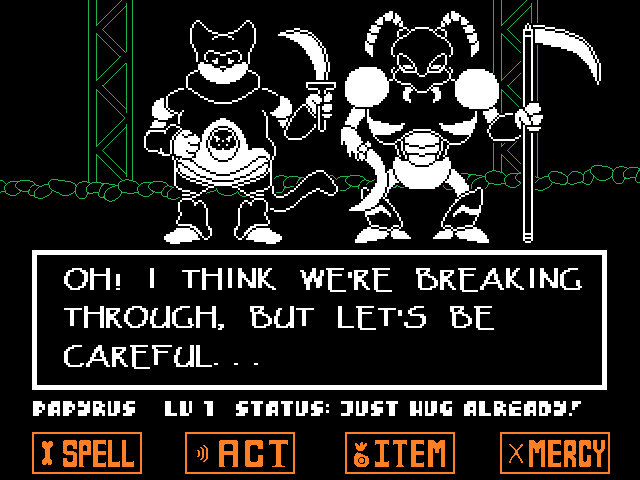 OH! I THINK WE'RE BREAKING
THROUGH, BUT LET'S BE
CAREFUL...
PAPYRUS LV 1 STATUS: JUST HUG ALREADY!
SPELL ACT ITEM MERCY